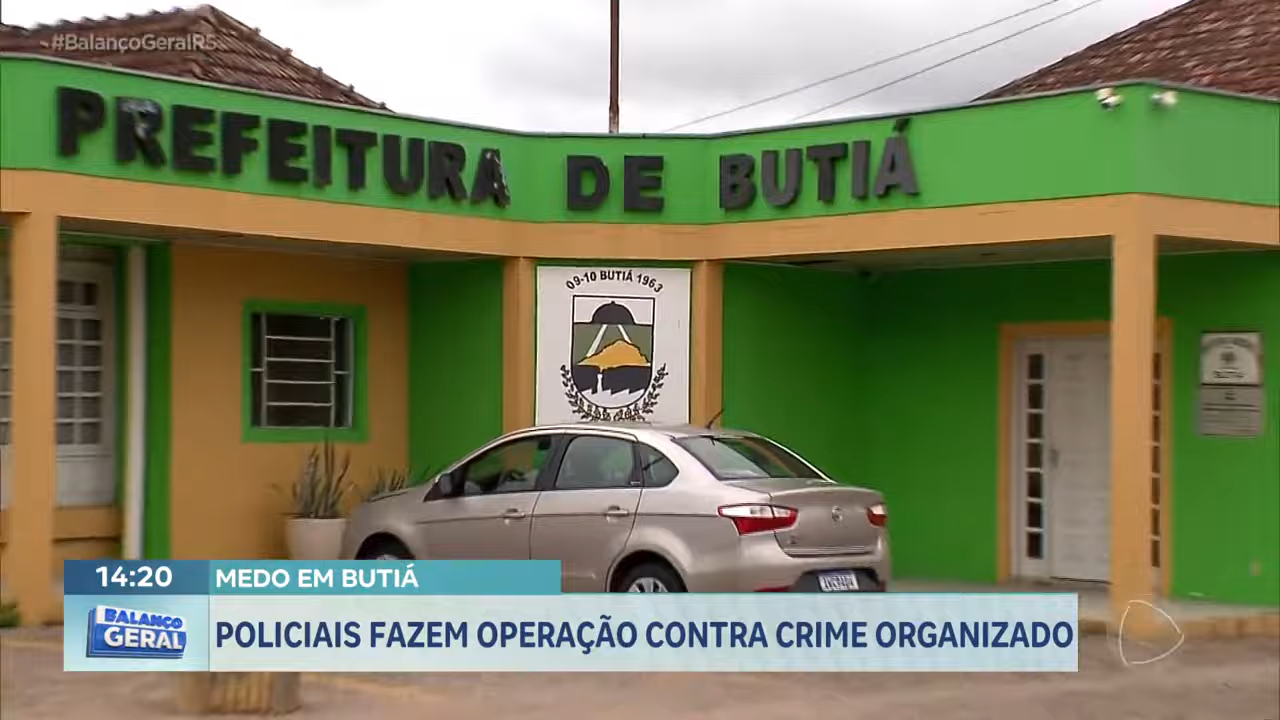 #BalançoGeralRS
PREFEITURA DE BUTIÁ
09-10 BUTIÁ 1963
BUTIÁ
14:20
MEDO EM BUTIÁ
BALANÇO
GERAL
POLICIAIS FAZEM OPERAÇÃO CONTRA CRIME ORGANIZADO